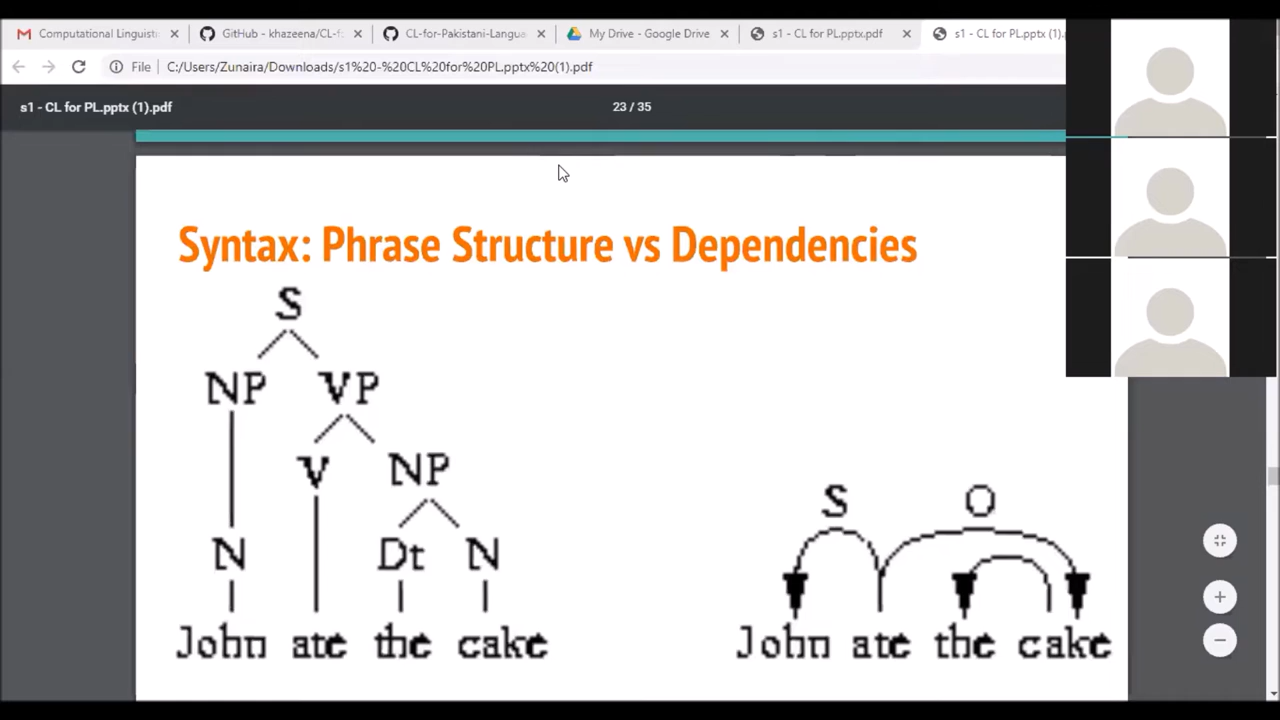 Computational Linguisti
GitHub - khazeena/CL-f
CL-for-Pakistani-Langua
My Drive - Google Drive
s1 - CL for PL.pptx.pdf
s1 - CL for PL.pptx (1).
File
C:/Users/Zunaira/Downloads/s1%20-%20CL%20for%20PL.pptx%20(1).pdf
s1 - CL for PL.pptx (1).pdf
23 / 35
Syntax: Phrase Structure vs Dependencies
S
NP VP
V NP
N Dt N
John ate the cake
S O
John ate the cake